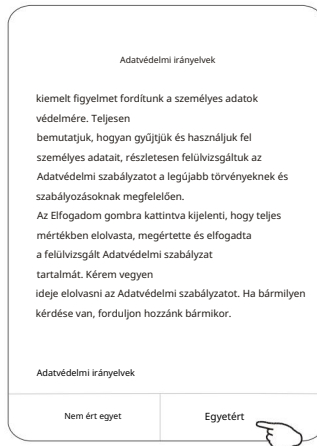 Adatvédelmi irányelvek
kiemelt figyelmet fordítunk a személyes adatok
védelmére. Teljesen
bemutatjuk, hogyan gyűjtjük és használjuk fel
személyes adatait, részletesen felülvizsgáltuk az
Adatvédelmi szabályzatot a legújabb törvényeknek és
szabályozásoknak megfelelően.
Az Elfogadom gombra kattintva kijelenti, hogy teljes
mértékben elolvasta, megértette és elfogadta
a felülvizsgált Adatvédelmi szabályzat
tartalmát. Kérem vegyen
ideje elolvasni az Adatvédelmi szabályzatot. Ha bármilyen
kérdése van, forduljon hozzánk bármikor.
Adatvédelmi irányelvek
Nem ért egyet
Egyetért